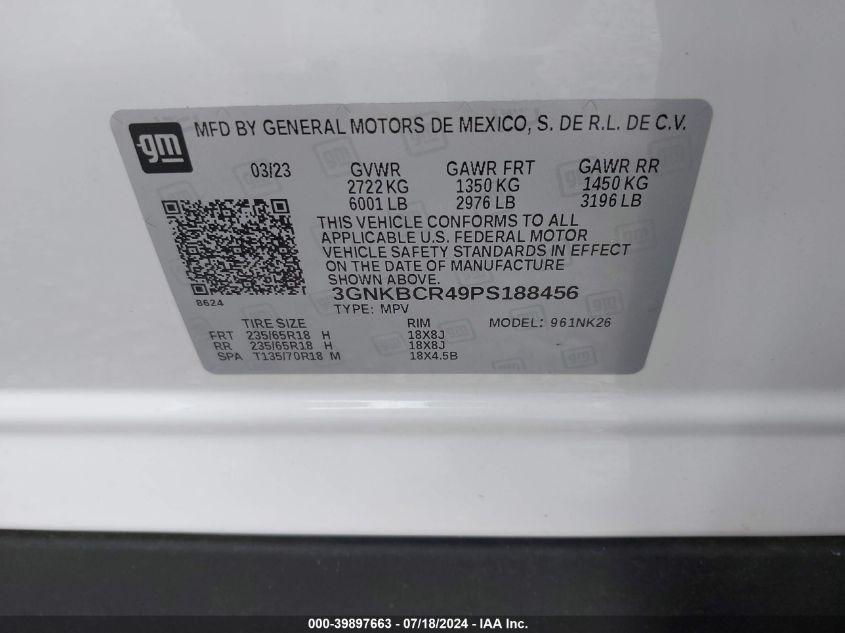 gm MFD BY GENERAL MOTORS DE MEXICO, S. DE R.L. DE C.V.
03/23 GVWR GAWR FRT GAWR RR
2722 KG 1350 KG 1450 KG
6001 LB 2976 LB 3196 LB
THIS VEHICLE CONFORMS TO ALL
APPLICABLE U.S. FEDERAL MOTOR
VEHICLE SAFETY STANDARDS IN EFFECT
ON THE DATE OF MANUFACTURE
SHOWN ABOVE.
3GNKBCR49PS188456
8624 TYPE: MPV
TIRE SIZE RIM MODEL: 961NK26
FRT 235/65R18 H 18X8J
RR 235/65R18 H 18X8J
SPA T135/70R18 M 18X4.5B
000-39897663 / 07/18/2024 - Copyright IAA, Inc.